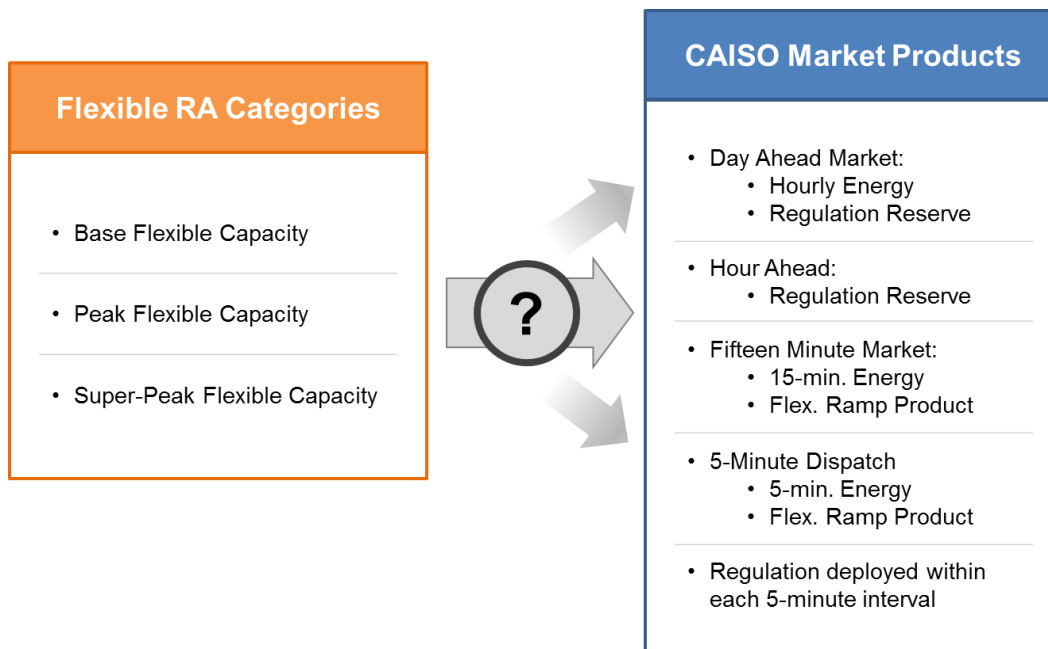 Flexible RA Categories
• Base Flexible Capacity
• Peak Flexible Capacity
• Super-Peak Flexible Capacity
?
CAISO Market Products
• Day Ahead Market:
• Hourly Energy
• Regulation Reserve
• Hour Ahead:
• Regulation Reserve
• Fifteen Minute Market:
• 15-min. Energy
• Flex. Ramp Product
• 5-Minute Dispatch
• 5-min. Energy
• Flex. Ramp Product
• Regulation deployed within
each 5-minute interval